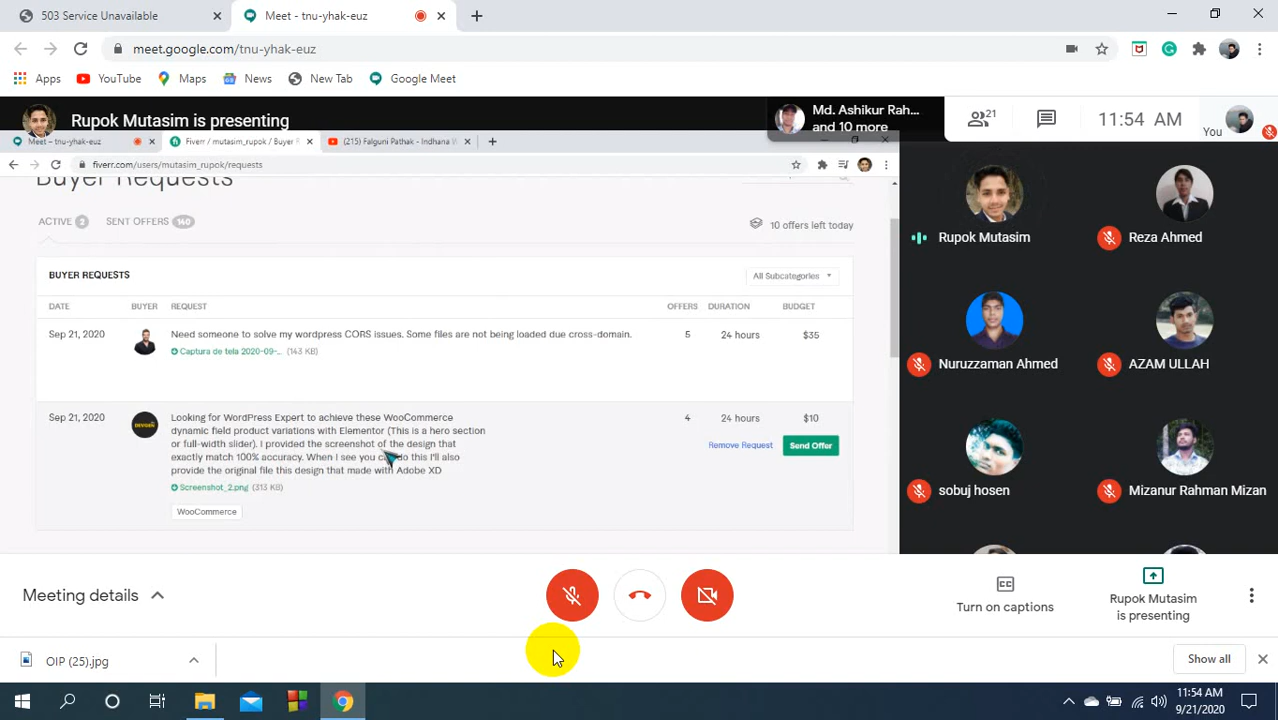 503 Service Unavailable
Meet - tnu-yhak-euz
meet.google.com/tnu-yhak-euz
Apps
YouTube
Maps
News
New Tab
Google Meet
Rupok Mutasim is presenting
Md. Ashikur Rah...
and 10 more
21
11:54 AM
You
Meet – tnu-yhak-euz
Fiverr / mutasim_rupok / Buyer R
(215) Falguni Pathak - Indhana W
fiverr.com/users/mutasim_rupok/requests
Buyer Requests
ACTIVE 2
SENT OFFERS 140
10 offers left today
BUYER REQUESTS
All Subcategories
DATE
BUYER
REQUEST
OFFERS
DURATION
BUDGET
Sep 21, 2020
Need someone to solve my wordpress CORS issues. Some files are not being loaded due cross-domain.
5
24 hours
$35
Captura de tela 2020-09-... (143 KB)
Sep 21, 2020
Looking for WordPress Expert to achieve these WooCommerce
dynamic field product variations with Elementor (This is a hero section
or full-width slider). I provided the screenshot of the design that
exactly match 100% accuracy. When I see you can do this I'll also
provide the original file this design that made with Adobe XD
4
24 hours
$10
Remove Request
Send Offer
Screenshot_2.png (313 KB)
WooCommerce
Rupok Mutasim
Reza Ahmed
Nuruzzaman Ahmed
AZAM ULLAH
sobuj hosen
Mizanur Rahman Mizan
Meeting details
CC
Turn on captions
Rupok Mutasim
is presenting
OIP (25).jpg
Show all
11:54 AM
9/21/2020